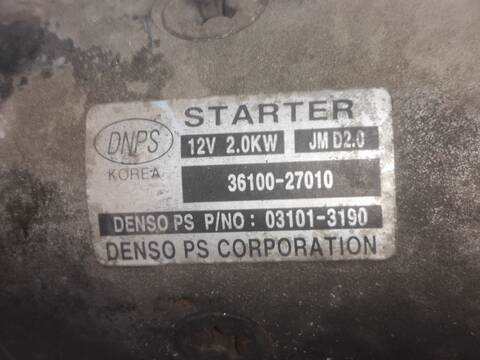 STARTER
DNPS
12V 2.0KW JM D2.0
KOREA
36100-27010
DENSO PS P/NO : 03101-3190
DENSO PS CORPORATION